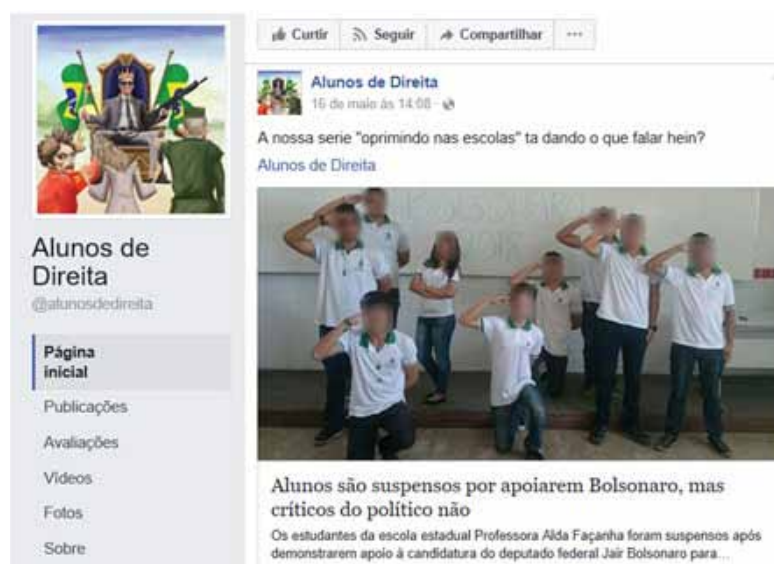 Curtir Seguir Compartilhar ...
Alunos de Direita
16 de maio às 14:08 ·
A nossa serie "oprimindo nas escolas" ta dando o que falar hein?
Alunos de Direita
Alunos de
Direita
@alunosdedireita
Página
inicial
Publicações
Avaliações
Vídeos
Fotos
Sobre
Alunos são suspensos por apoiarem Bolsonaro, mas
críticos do político não
Os estudantes da escola estadual Professora Alda Façanha foram suspensos após
demonstrarem apoio à candidatura do deputado federal Jair Bolsonaro para...